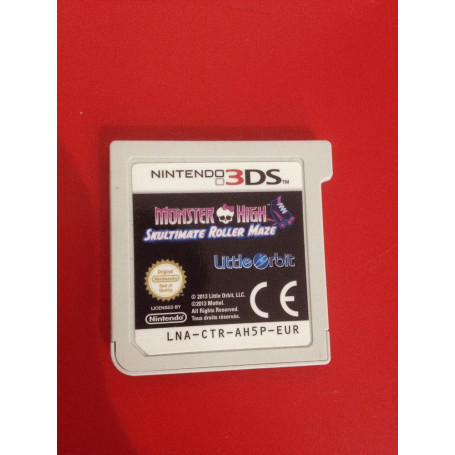 NINTENDO 3DS™
MONSTER HIGH
SKULTIMATE ROLLER MAZE
Little Orbit
Original
Nintendo
Seal of
Quality
LICENSED BY
Nintendo
© 2013 Little Orbit, LLC.
©2013 Mattel.
All Rights Reserved.
Tous droits réservés.
CE
LNA-CTR-AH5P-EUR